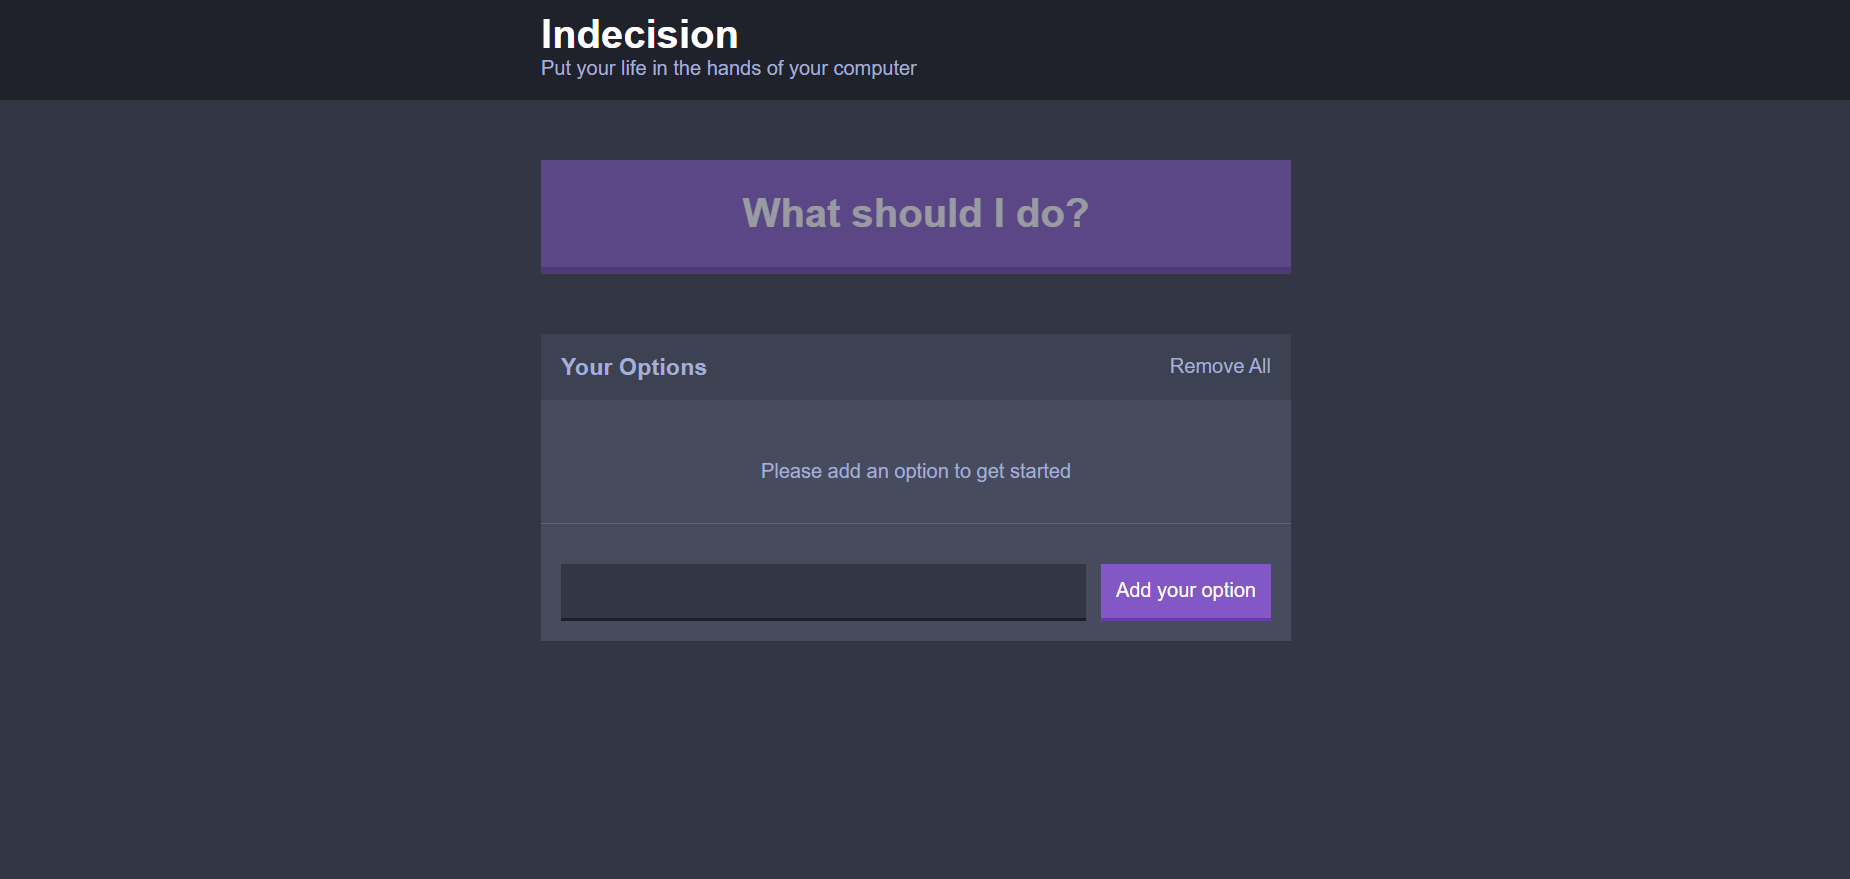 Indecision
Put your life in the hands of your computer
What should I do?
Your Options
Remove All
Please add an option to get started
Add your option